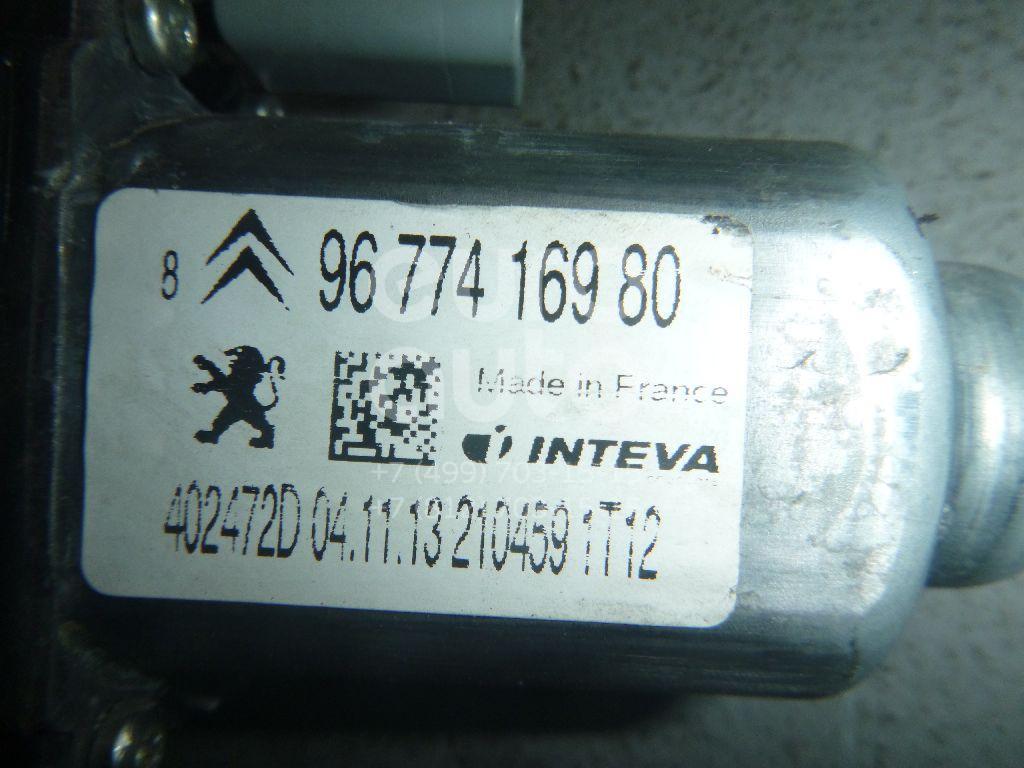 8 96 774 169 80
Made in France
INTEVA
402472D 04.11.13 210459 1T12